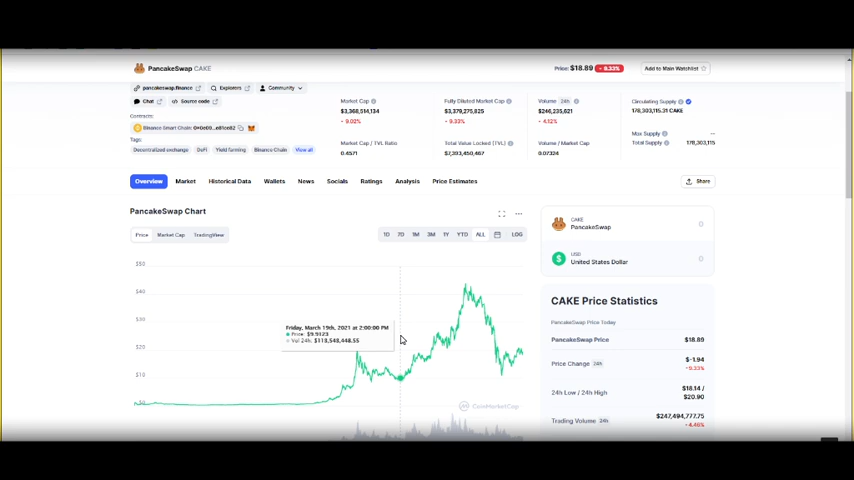 PancakeSwap CAKE
Price: $18.89 9.33%
Add to Main Watchlist
pancakeswap.finance
Explorers
Community
Chat
Source code
Contracts:
Binance Smart Chain: 0x0e09...e81ce82
Tags:
Decentralized exchange
DeFi
Yield farming
Binance Chain
View all
Market Cap
$3,368,514,134
9.02%
Market Cap / TVL Ratio
0.4571
Fully Diluted Market Cap
$3,379,275,825
9.33%
Total Value Locked (TVL)
$7,393,450,467
Volume 24h
$246,235,621
4.12%
Volume / Market Cap
0.07324
Circulating Supply
178,303,115.31 CAKE
Max Supply --
Total Supply 178,303,115
Overview
Market
Historical Data
Wallets
News
Socials
Ratings
Analysis
Price Estimates
Share
PancakeSwap Chart
Price
Market Cap
TradingView
1D 7D 1M 3M 1Y YTD ALL LOG
$50
$40
$30
$20
$10
$0
Friday, March 19th, 2021 at 2:00:00 PM
Price: $9.9123
Vol 24h: $118,548,448.55
CoinMarketCap
CAKE
PancakeSwap
0
USD
United States Dollar
0
CAKE Price Statistics
PancakeSwap Price Today
PancakeSwap Price $18.89
Price Change 24h $-1.94
9.33%
24h Low / 24h High $18.14 /
$20.90
Trading Volume 24h $247,494,777.75
4.46%